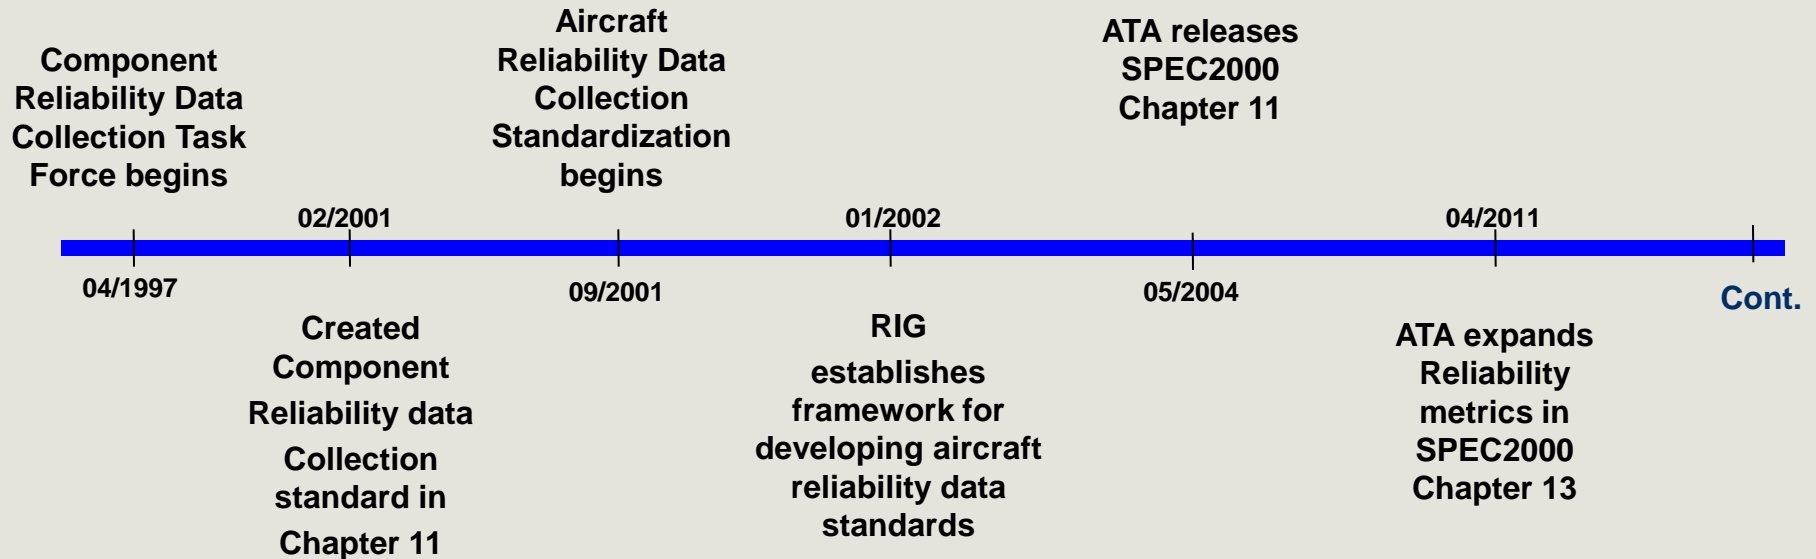 Component
Reliability Data
Collection Task
Force begins
04/1997
02/2001
Created
Component
Reliability data
Collection
standard in
Chapter 11
Aircraft
Reliability Data
Collection
Standardization
begins
09/2001
01/2002
RIG
establishes
framework for
developing aircraft
reliability data
standards
ATA releases
SPEC2000
Chapter 11
05/2004
04/2011
ATA expands
Reliability
metrics in
SPEC2000
Chapter 13
Cont.